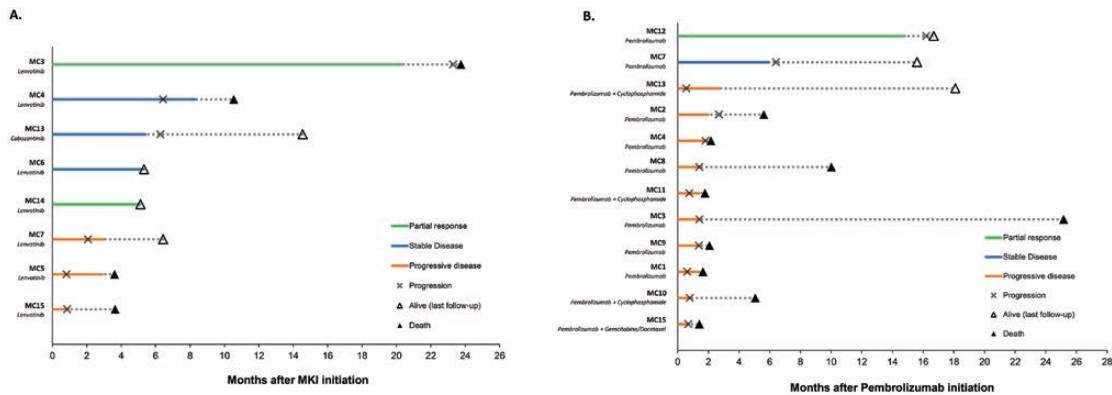 A.
MC3
Lenvatinib
MC4
Lenvatinib
MC13
Cabozantinib
MC6
Lenvatinib
MC14
Lenvatinib
MC7
Lenvatinib
MC5
Lenvatinib
MC15
Lenvatinib
Partial response
Stable Disease
Progressive disease
Progression
Alive (last follow-up)
Death
0 2 4 6 8 10 12 14 16 18 20 22 24 26
Months after MKI initiation
B.
MC12
Pembrolizumab
MC7
Pembrolizumab
MC13
Pembrolizumab + Cyclophosphamide
MC2
Pembrolizumab
MC4
Pembrolizumab
MC8
Pembrolizumab
MC11
Pembrolizumab + Cyclophosphamide
MC3
Pembrolizumab
MC9
Pembrolizumab
MC1
Pembrolizumab
MC10
Pembrolizumab + Cyclophosphamide
MC15
Pembrolizumab + Gemcitabine/Docetaxel
Partial response
Stable Disease
Progressive disease
Progression
Alive (last follow-up)
Death
0 2 4 6 8 10 12 14 16 18 20 22 24 26 28
Months after Pembrolizumab initiation